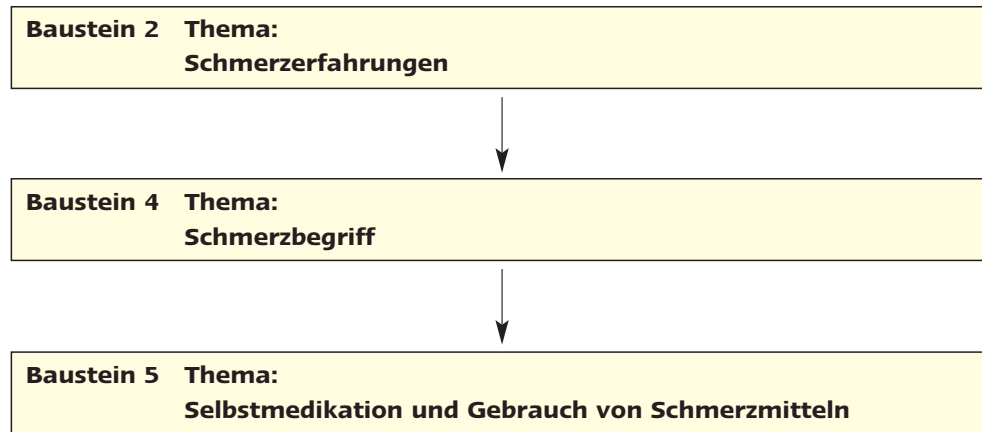 Baustein 2 Thema:
Schmerzerfahrungen
Baustein 4 Thema:
Schmerzbegriff
Baustein 5 Thema:
Selbstmedikation und Gebrauch von Schmerzmitteln